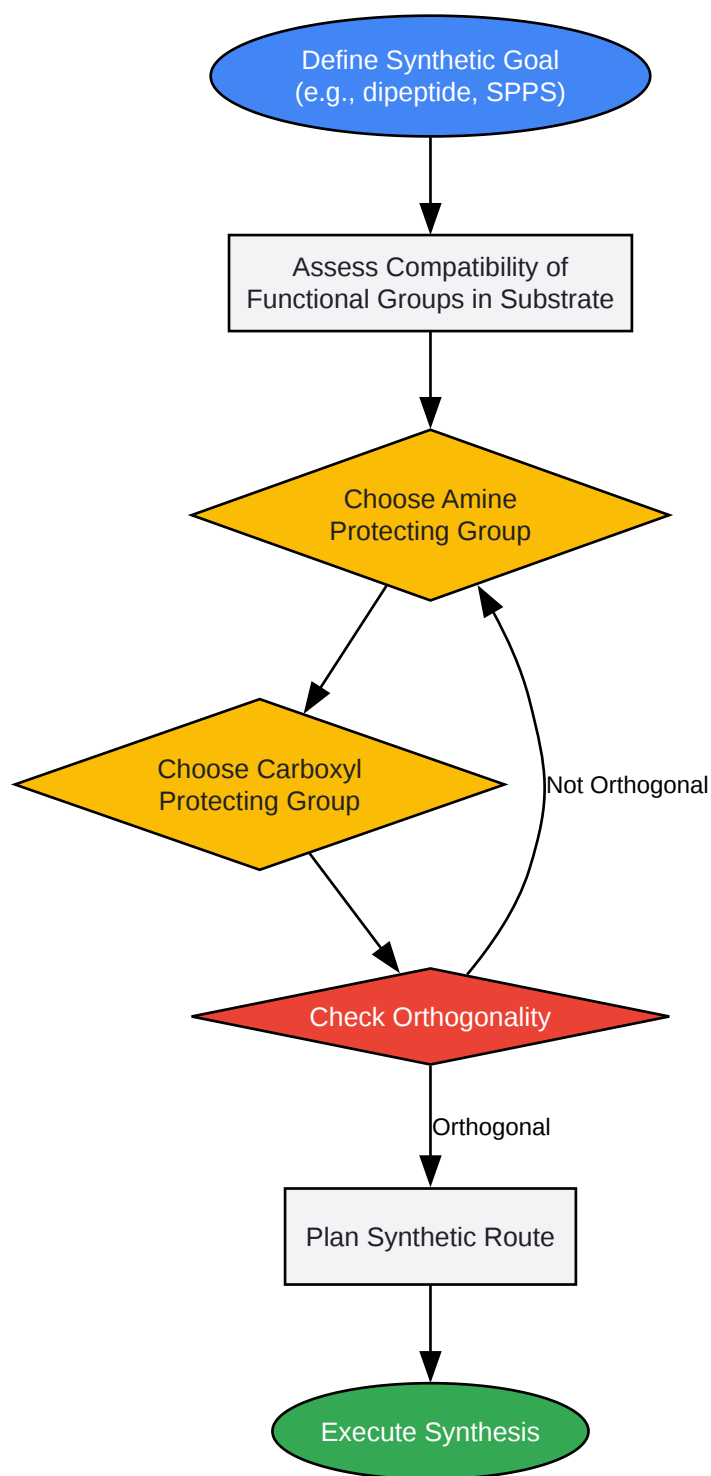 Define Synthetic Goal
(e.g., dipeptide, SPPS)
Assess Compatibility of
Functional Groups in Substrate
Choose Amine
Protecting Group
Choose Carboxyl
Protecting Group
Not Orthogonal
Check Orthogonality
Orthogonal
Plan Synthetic Route
Execute Synthesis